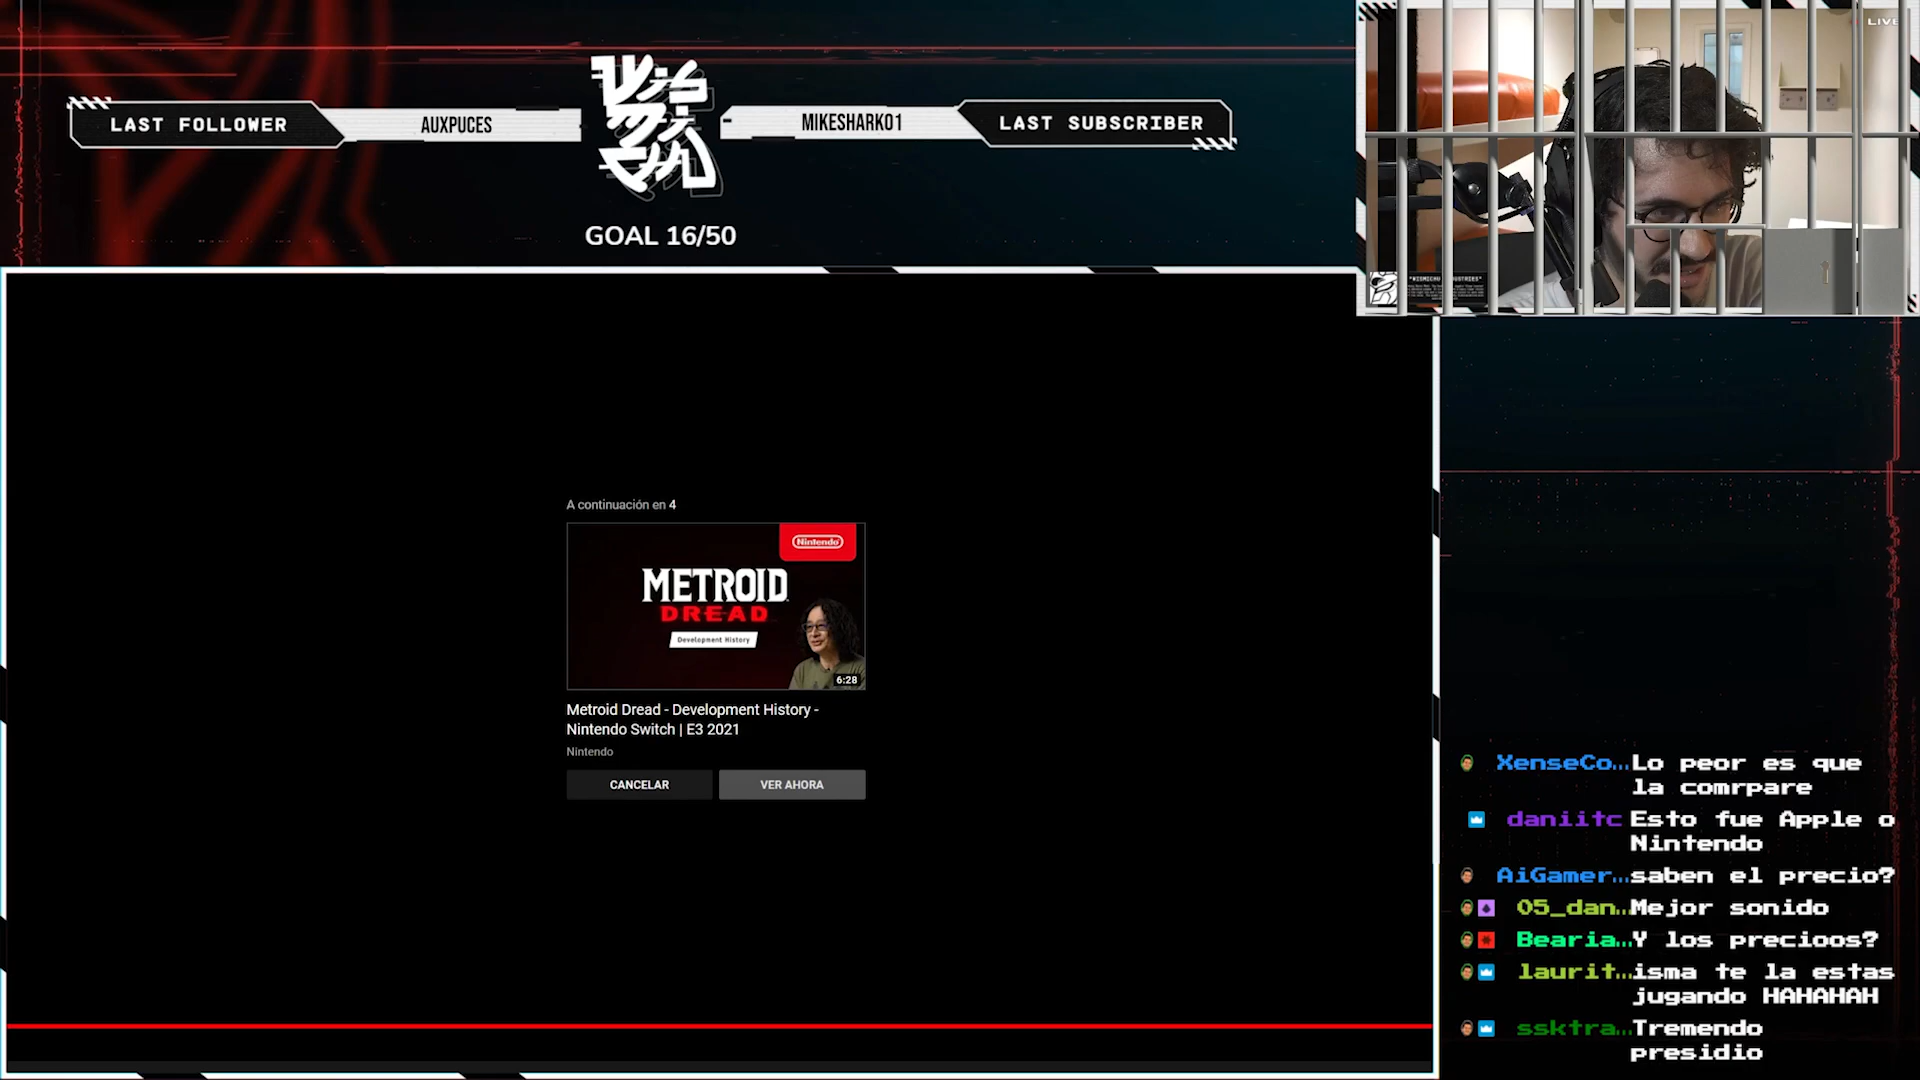 LIVE
LAST FOLLOWER
AUXPUCES
MIKESHARK01
LAST SUBSCRIBER
GOAL 16/50
A continuación en 4
Nintendo
METROID
DREAD
Development History
6:28
Metroid Dread - Development History -
Nintendo Switch | E3 2021
Nintendo
CANCELAR
VER AHORA
XenseCo... Lo peor es que
la comrpare
daniitc Esto fue Apple o
Nintendo
AiGamer... saben el precio?
05_dan... Mejor sonido
Bearia... Y los precioos?
laurit... isma te la estas
jugando HAHAHAH
ssktra... Tremendo
presidio